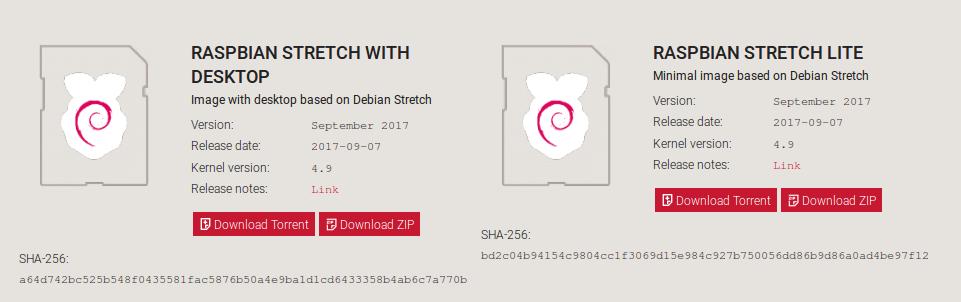 RASPBIAN STRETCH WITH
DESKTOP
Image with desktop based on Debian Stretch
Version: September 2017
Release date: 2017-09-07
Kernel version: 4.9
Release notes: Link
Download Torrent Download ZIP
SHA-256:
a64d742bc525b548f0435581fac5876b50a4e9ba1d1cd6433358b4ab6c7a770b
RASPBIAN STRETCH LITE
Minimal image based on Debian Stretch
Version: September 2017
Release date: 2017-09-07
Kernel version: 4.9
Release notes: Link
Download Torrent Download ZIP
SHA-256:
bd2c04b94154c9804cc1f3069d15e984c927b750056dd86b9d86a0ad4be97f12